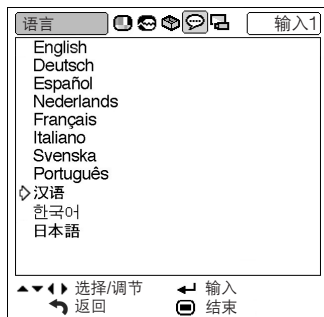 语言 输入1
English
Deutsch
Español
Nederlands
Français
Italiano
Svenska
Português
汉语
한국어
日本語
选择/调节 输入
返回 结束